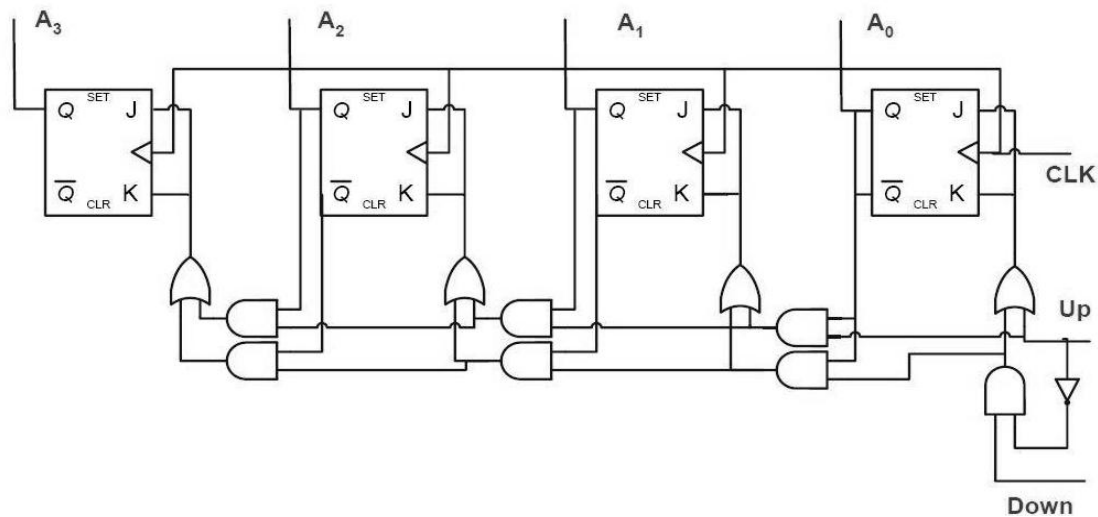 A₃ A₂ A₁ A₀
SET SET SET SET
Q J Q J Q J Q J
Q̅ K Q̅ K Q̅ K Q̅ K
CLR CLR CLR CLR
CLK
Up
Down